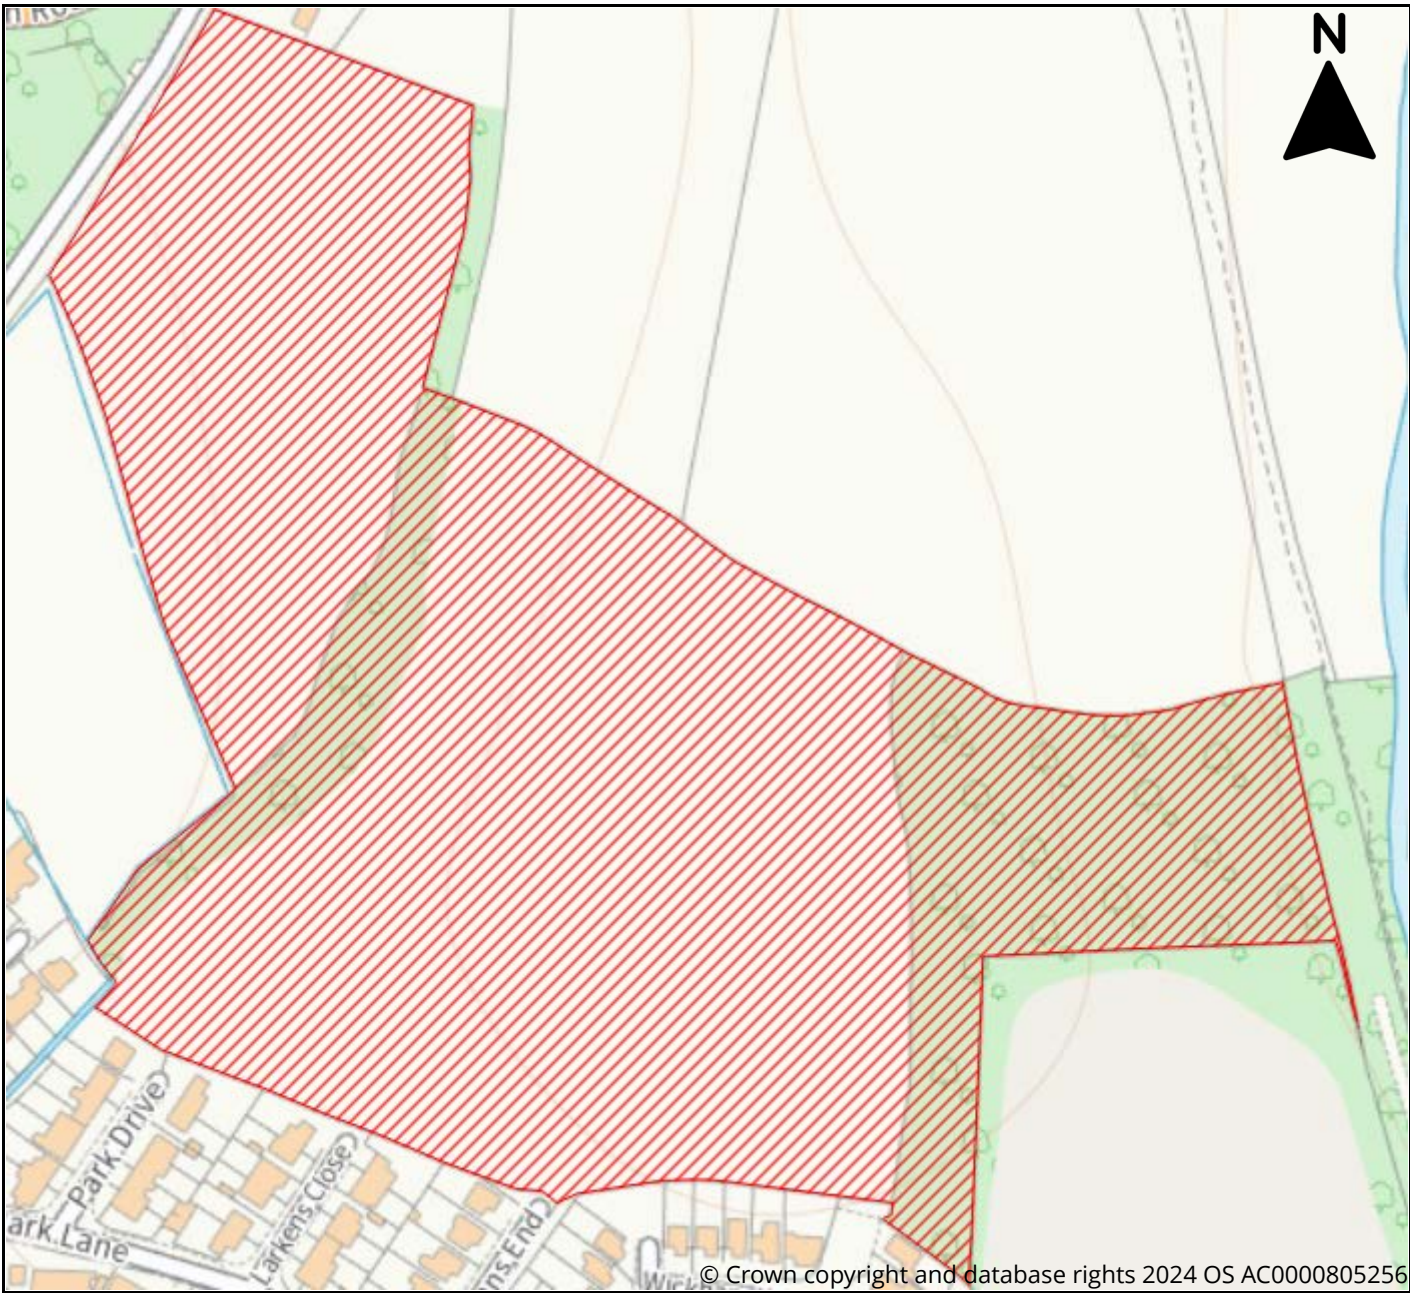 N
Park Drive
Larkens Close
ark Lane
ns End
© Crown copyright and database rights 2024 OS AC0000805256